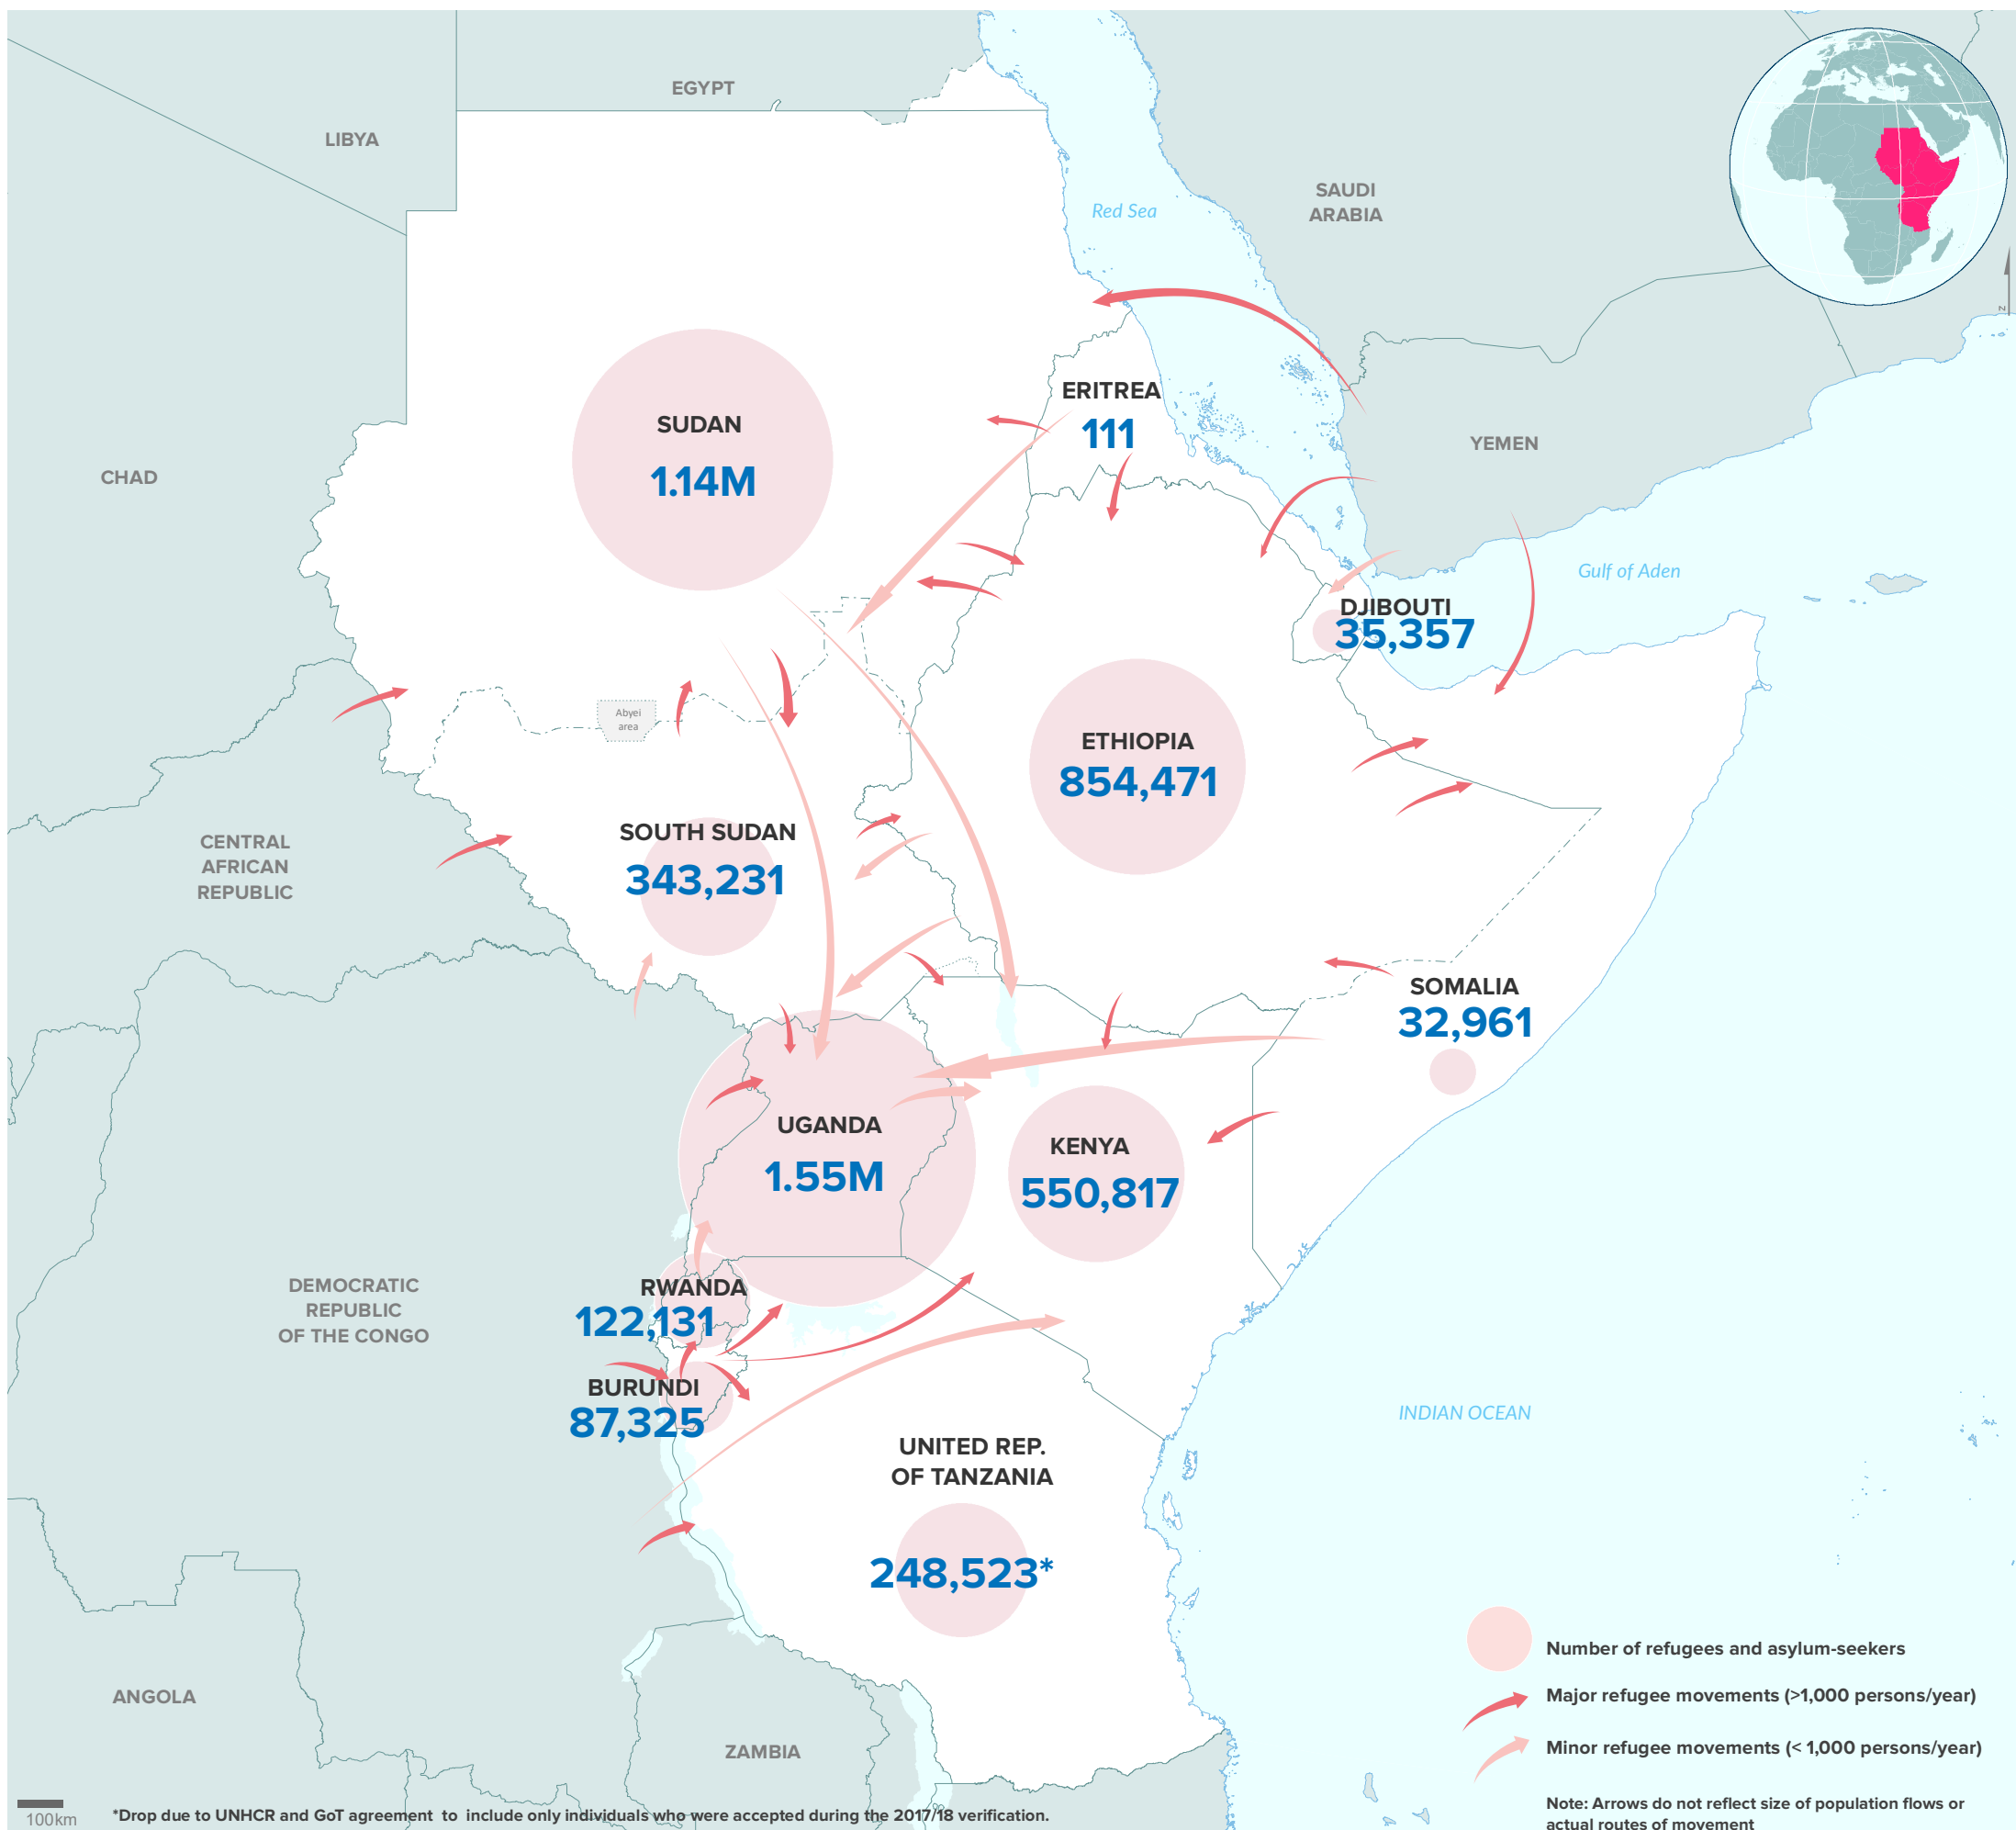 EGYPT
LIBYA
SAUDI
ARABIA
Red Sea
N
ERITREA
111
SUDAN
1.14M
YEMEN
CHAD
Gulf of Aden
DJIBOUTI
35,357
Abyei
area
ETHIOPIA
854,471
SOUTH SUDAN
343,231
CENTRAL
AFRICAN
REPUBLIC
SOMALIA
32,961
UGANDA
1.55M
KENYA
550,817
DEMOCRATIC
REPUBLIC
OF THE CONGO
RWANDA
122,131
BURUNDI
87,325
INDIAN OCEAN
UNITED REP.
OF TANZANIA
248,523*
ANGOLA
ZAMBIA
Number of refugees and asylum-seekers
Major refugee movements (>1,000 persons/year)
Minor refugee movements (< 1,000 persons/year)
Note: Arrows do not reflect size of population flows or
actual routes of movement
100km
*Drop due to UNHCR and GoT agreement to include only individuals who were accepted during the 2017/18 verification.